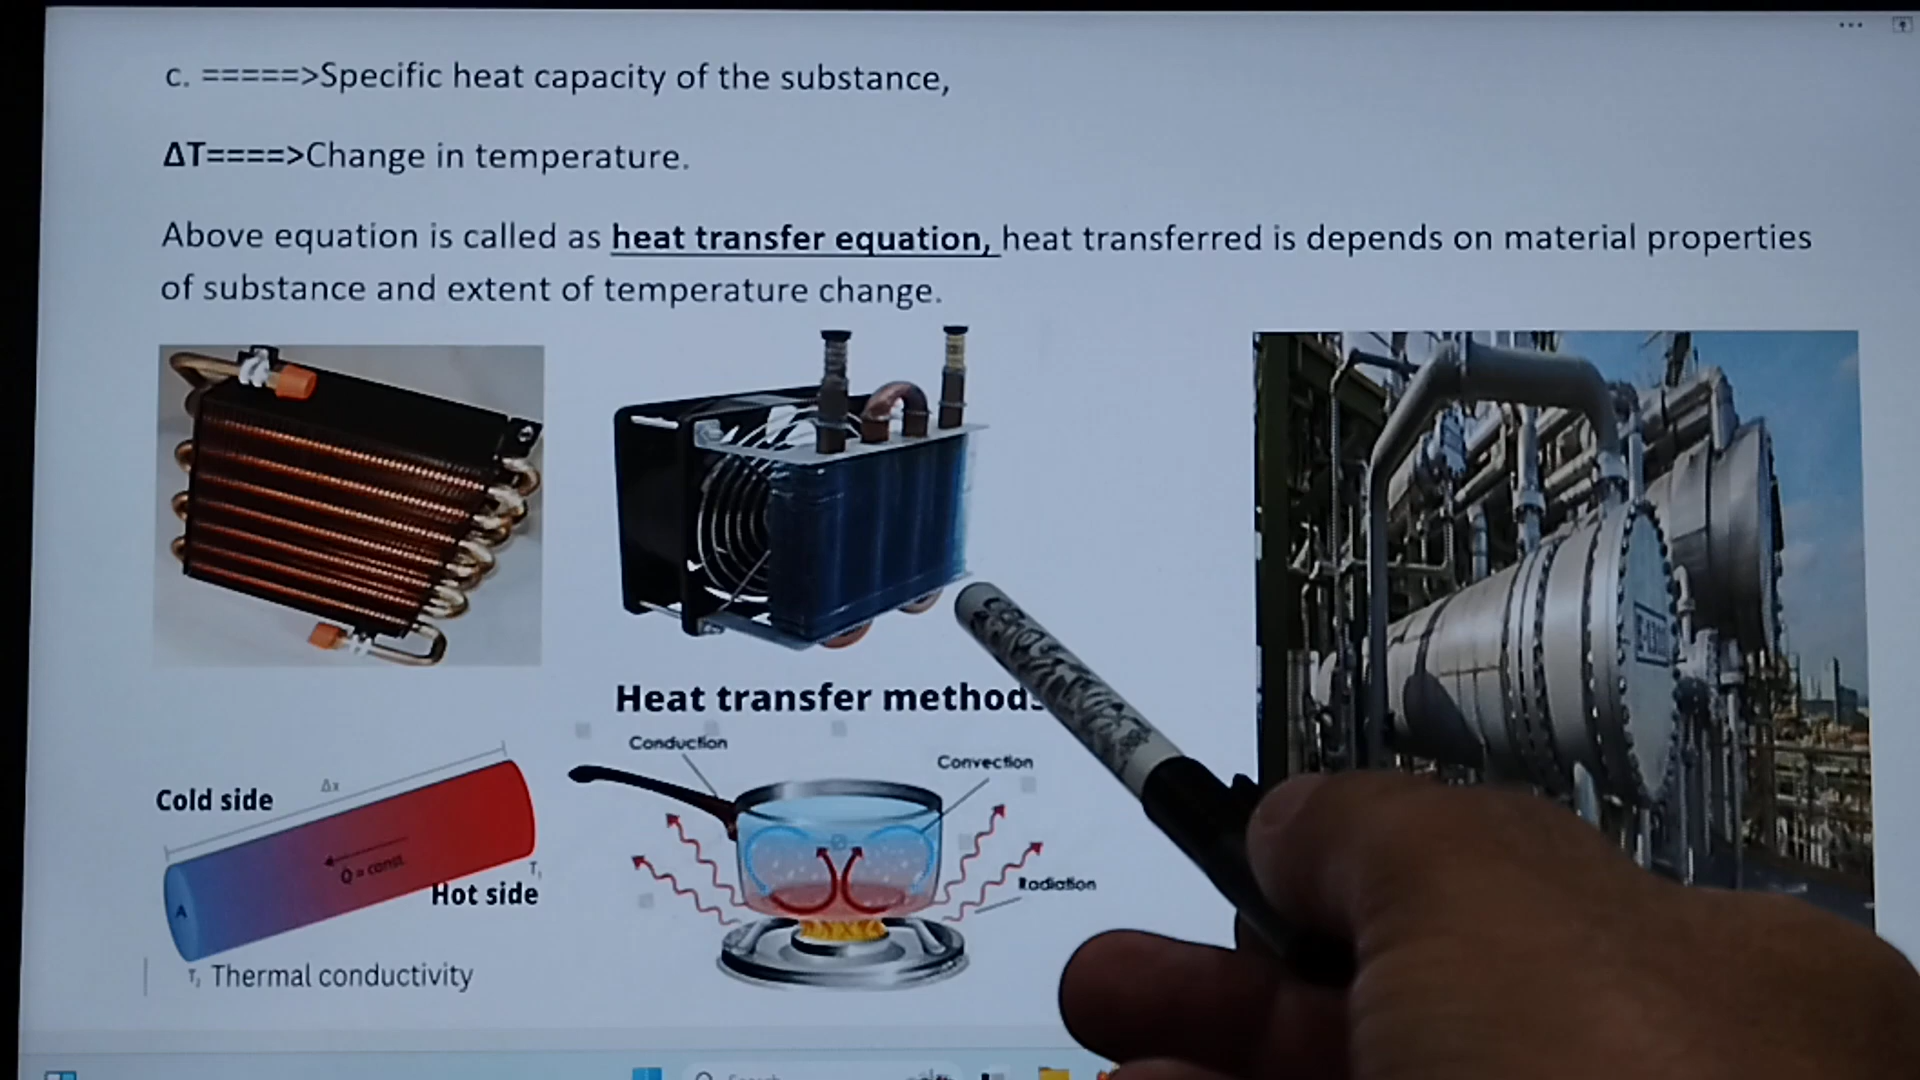 c. =====>Specific heat capacity of the substance,
ΔT====>Change in temperature.
Above equation is called as heat transfer equation, heat transferred is depends on material properties
of substance and extent of temperature change.
Heat transfer methods
Conduction
Convection
Radiation
Cold side
Δx
Q = const.
Hot side
A
Thermal conductivity
Search